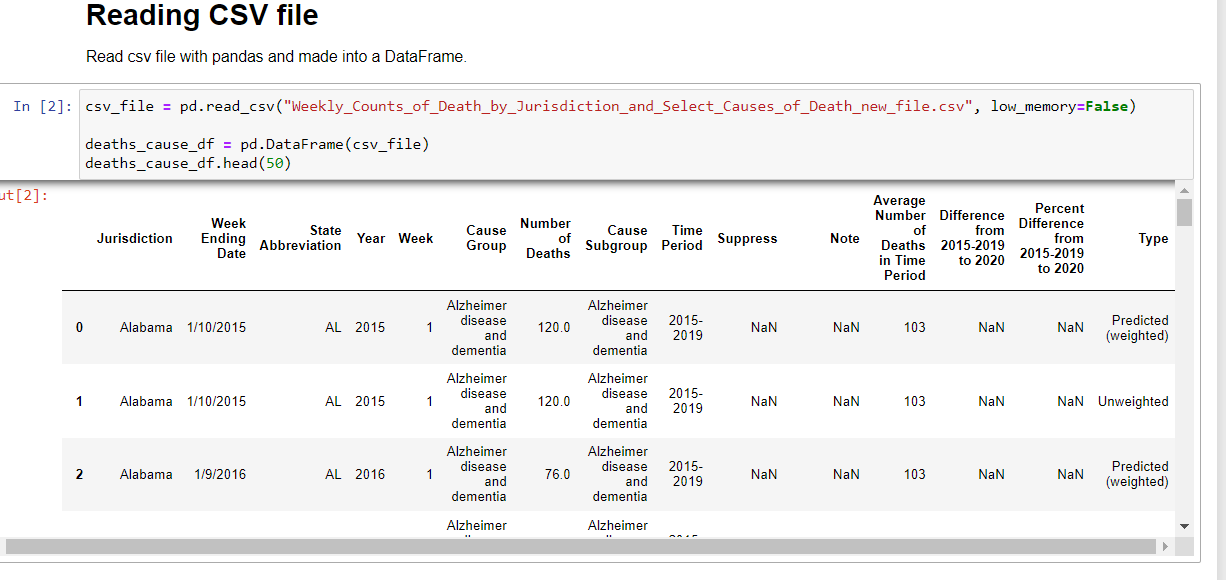 Reading CSV file
Read csv file with pandas and made into a DataFrame.
In [2]: csv_file = pd.read_csv("Weekly_Counts_of_Death_by_Jurisdiction_and_Select_Causes_of_Death_new_file.csv", low_memory=False)
deaths_cause_df = pd.DataFrame(csv_file)
deaths_cause_df.head(50)
ut[2]:
Jurisdiction Week Ending Date State Abbreviation Year Week Cause Group Number of Deaths Cause Subgroup Time Period Suppress Note Average Number of Deaths in Time Period Difference from 2015-2019 to 2020 Percent Difference from 2015-2019 to 2020 Type
0 Alabama 1/10/2015 AL 2015 1 Alzheimer disease and dementia 120.0 Alzheimer disease and dementia 2015-2019 NaN NaN 103 NaN NaN Predicted (weighted)
1 Alabama 1/10/2015 AL 2015 1 Alzheimer disease and dementia 120.0 Alzheimer disease and dementia 2015-2019 NaN NaN 103 NaN NaN Unweighted
2 Alabama 1/9/2016 AL 2016 1 Alzheimer disease and dementia 76.0 Alzheimer disease and dementia 2015-2019 NaN NaN 103 NaN NaN Predicted (weighted)
Alzheimer Alzheimer